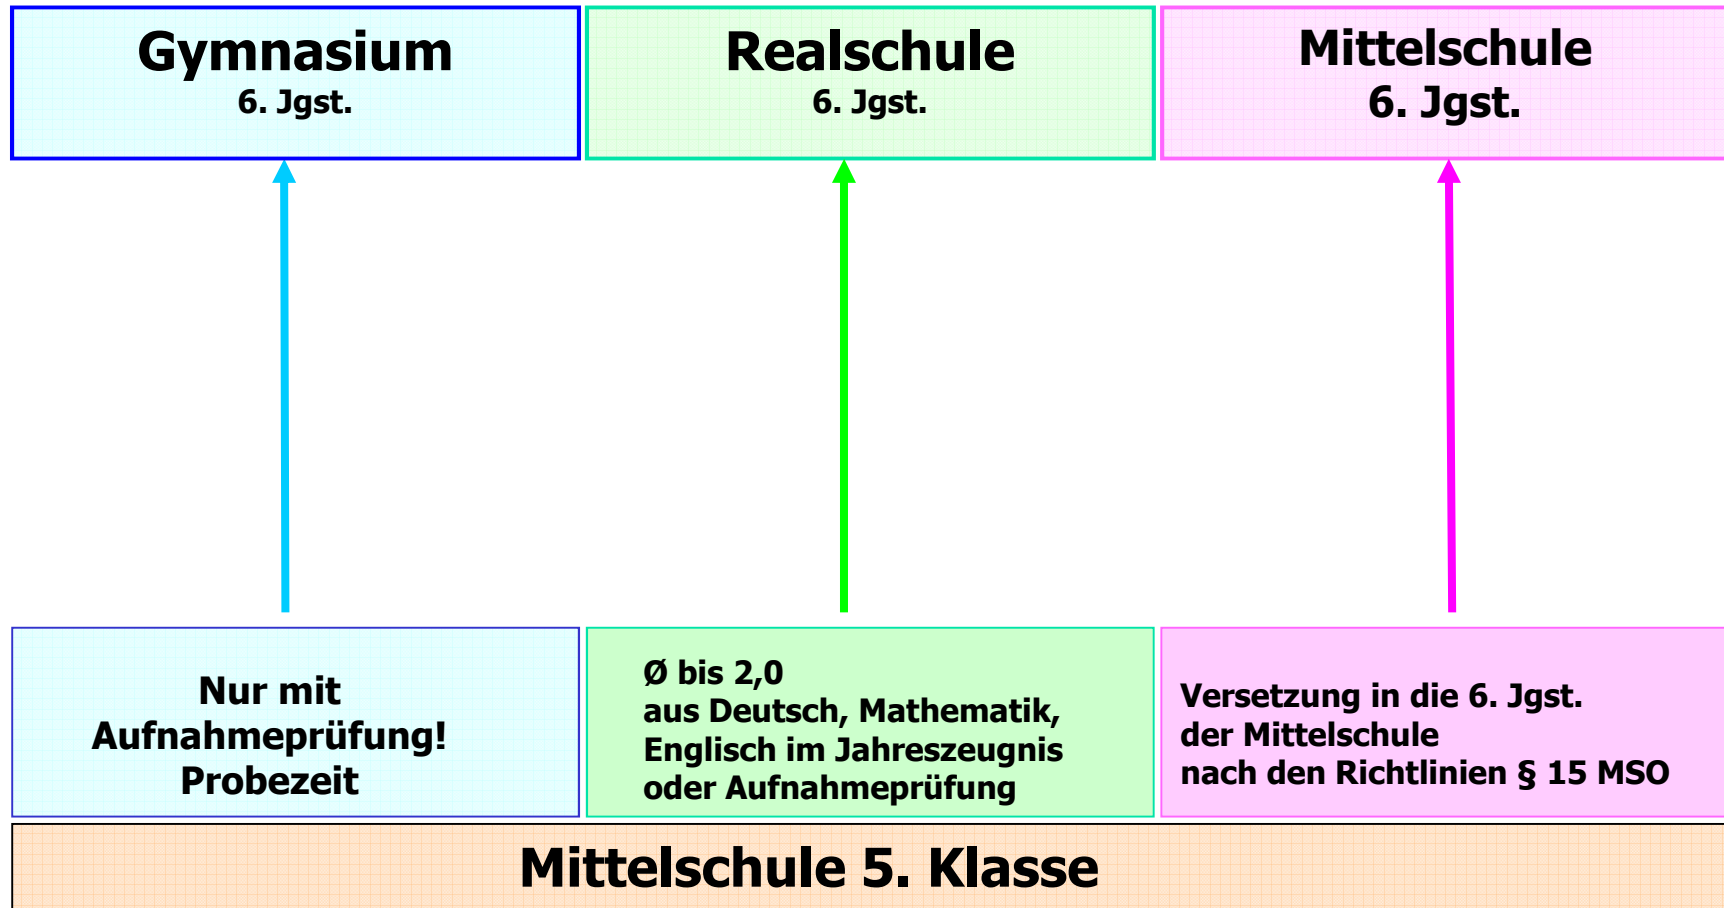 Gymnasium
6. Jgst.
Realschule
6. Jgst.
Mittelschule
6. Jgst.
Nur mit
Aufnahmeprüfung!
Probezeit
Ø bis 2,0
aus Deutsch, Mathematik,
Englisch im Jahreszeugnis
oder Aufnahmeprüfung
Versetzung in die 6. Jgst.
der Mittelschule
nach den Richtlinien § 15 MSO
Mittelschule 5. Klasse